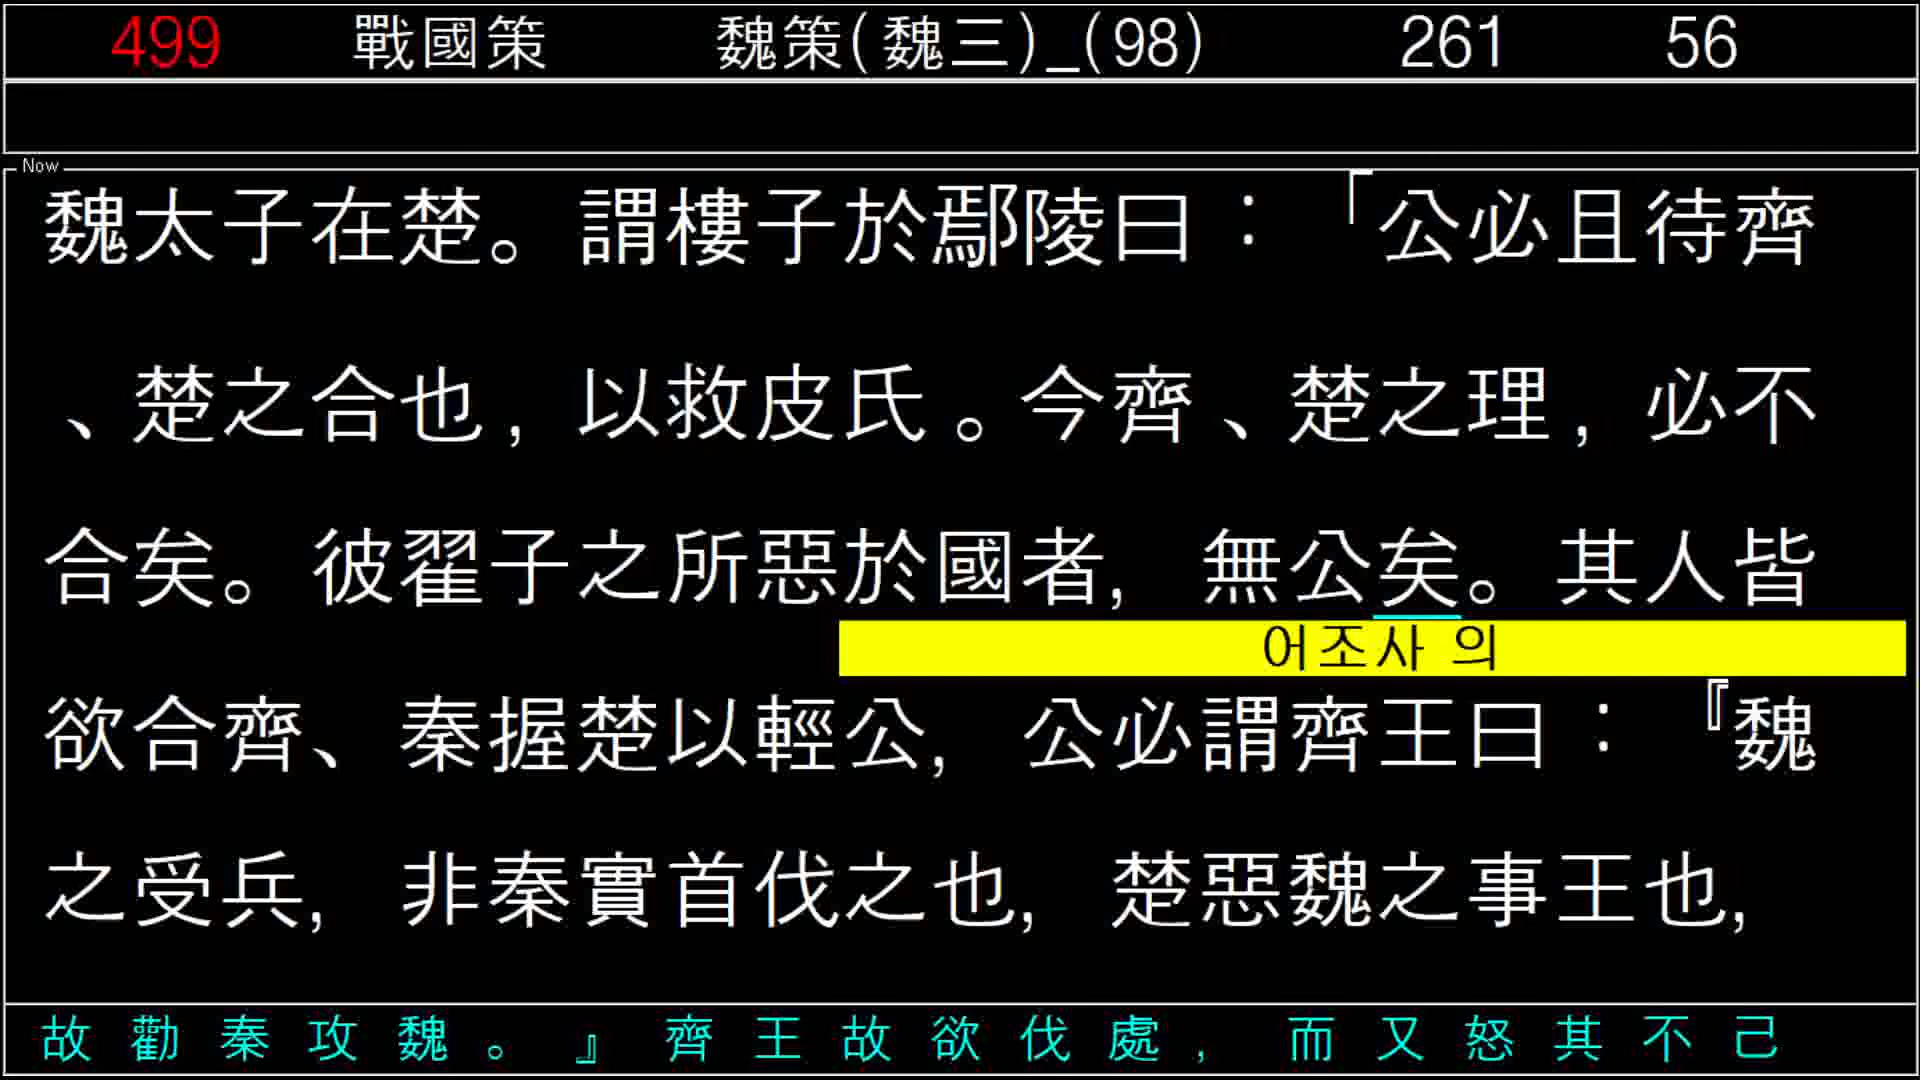 499 戰國策 魏策(魏三)_(98) 261 56
Now
魏太子在楚。謂樓子於鄢陵曰：「公必且待齊
、楚之合也,以救皮氏。今齊、楚之理,必不
合矣。彼翟子之所惡於國者,無公矣。其人皆
어조사 의
欲合齊、秦握楚以輕公,公必謂齊王曰：『魏
之受兵,非秦實首伐之也,楚惡魏之事王也,
故勸秦攻魏。』齊王故欲伐處,而又怒其不己